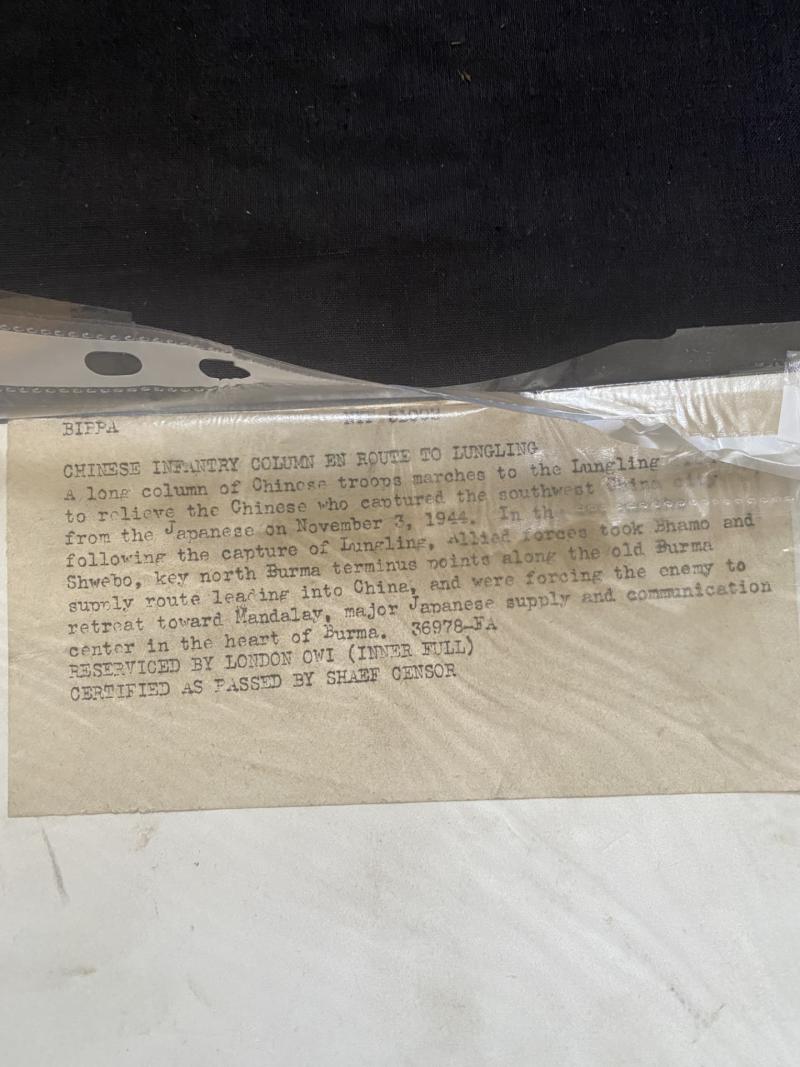 BIPPA
CHINESE INFANTRY COLUMN EN ROUTE TO LUNGLING
A long column of Chinese troops marches to the Lungling
to relieve the Chinese who captured the southwest China city
from the Japanese on November 3, 1944. In th
following the capture of Lungling, Allied forces took Bhamo and
Shwebo, key north Burma terminus points along the old Burma
supply route leading into China, and were forcing the enemy to
retreat toward Mandalay, major Japanese supply and communication
center in the heart of Burma. 36978-FA
RESERVICED BY LONDON OWI (INNER FULL)
CERTIFIED AS PASSED BY SHAEF CENSOR